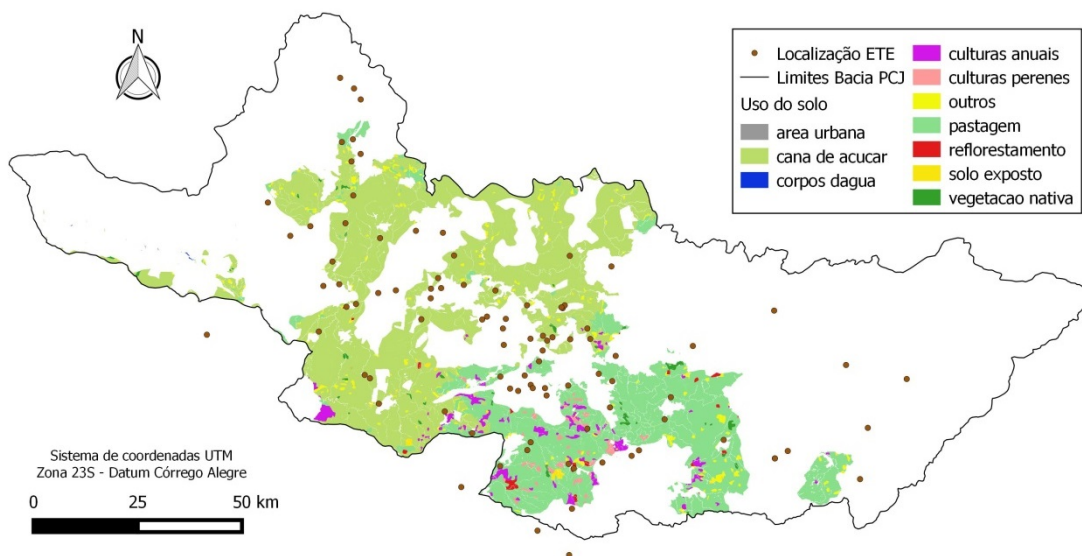 N
Localização ETE
Limites Bacia PCJ
Uso do solo
area urbana
cana de acucar
corpos dagua
culturas anuais
culturas perenes
outros
pastagem
reflorestamento
solo exposto
vegetacao nativa
Sistema de coordenadas UTM
Zona 23S - Datum Córrego Alegre
0 25 50 km